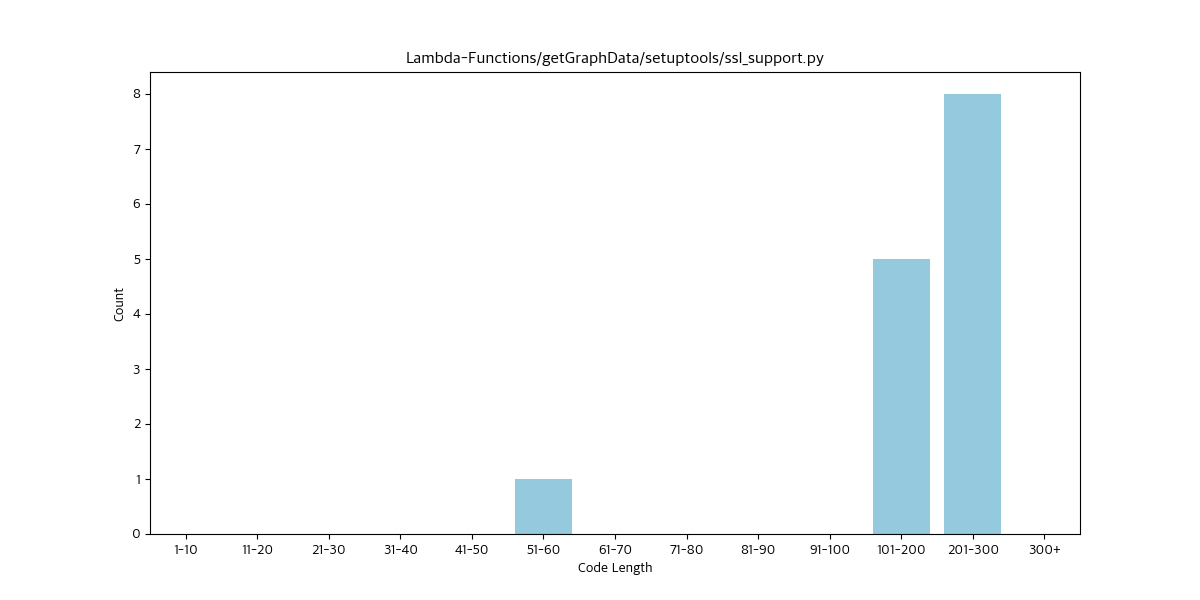 Lambda-Functions/getGraphData/setuptools/ssl_support.py
8
7
6
5
4
3
2
1
0
Count
1-10 11-20 21-30 31-40 41-50 51-60 61-70 71-80 81-90 91-100 101-200 201-300 300+
Code Length